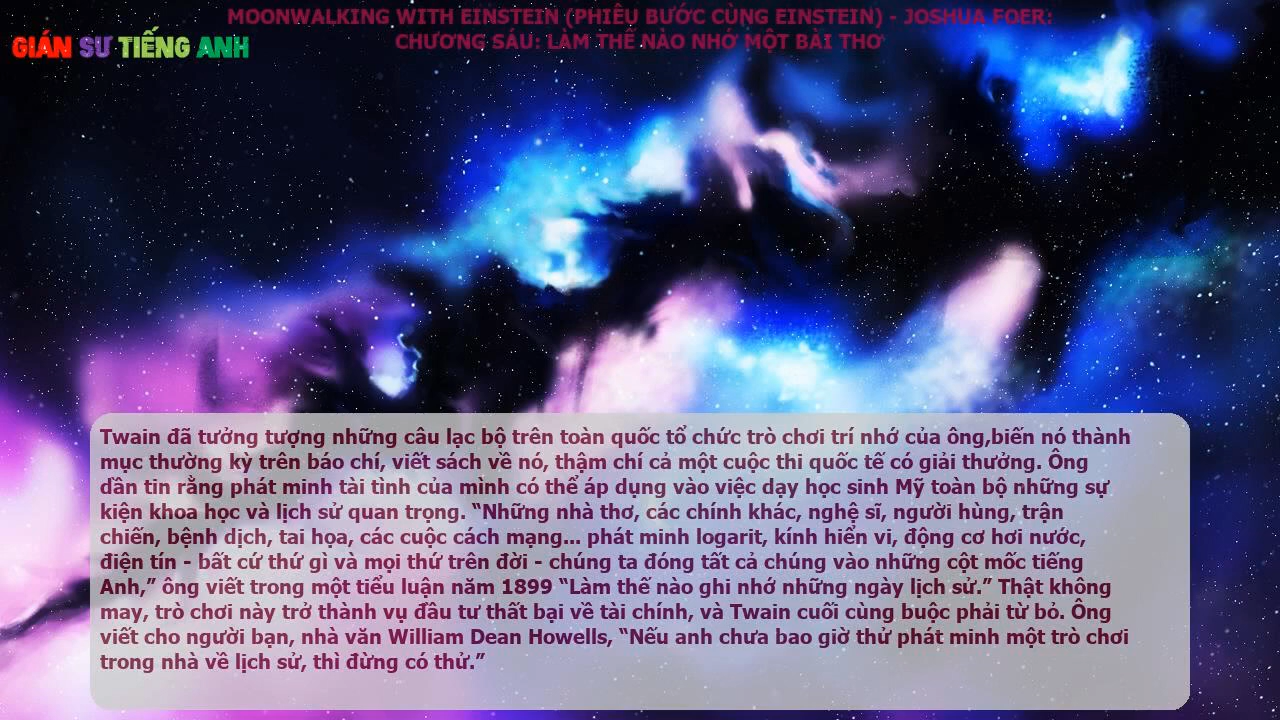 MOONWALKING WITH EINSTEIN (PHIÊU BƯỚC CÙNG EINSTEIN) - JOSHUA FOER:
CHƯƠNG SÁU: LÀM THẾ NÀO NHỚ MỘT BÀI THƠ
GIÁN SƯ TIẾNG ANH
Twain đã tưởng tượng những câu lạc bộ trên toàn quốc tổ chức trò chơi trí nhớ của ông,biến nó thành
mục thường kỳ trên báo chí, viết sách về nó, thậm chí cả một cuộc thi quốc tế có giải thưởng. Ông
dần tin rằng phát minh tài tình của mình có thể áp dụng vào việc dạy học sinh Mỹ toàn bộ những sự
kiện khoa học và lịch sử quan trọng. “Những nhà thơ, các chính khác, nghệ sĩ, người hùng, trận
chiến, bệnh dịch, tai họa, các cuộc cách mạng... phát minh logarit, kính hiển vi, động cơ hơi nước,
điện tín - bất cứ thứ gì và mọi thứ trên đời - chúng ta đóng tất cả chúng vào những cột mốc tiếng
Anh,” ông viết trong một tiểu luận năm 1899 “Làm thế nào ghi nhớ những ngày lịch sử.” Thật không
may, trò chơi này trở thành vụ đầu tư thất bại về tài chính, và Twain cuối cùng buộc phải từ bỏ. Ông
viết cho người bạn, nhà văn William Dean Howells, “Nếu anh chưa bao giờ thử phát minh một trò chơi
trong nhà về lịch sử, thì đừng có thử.”